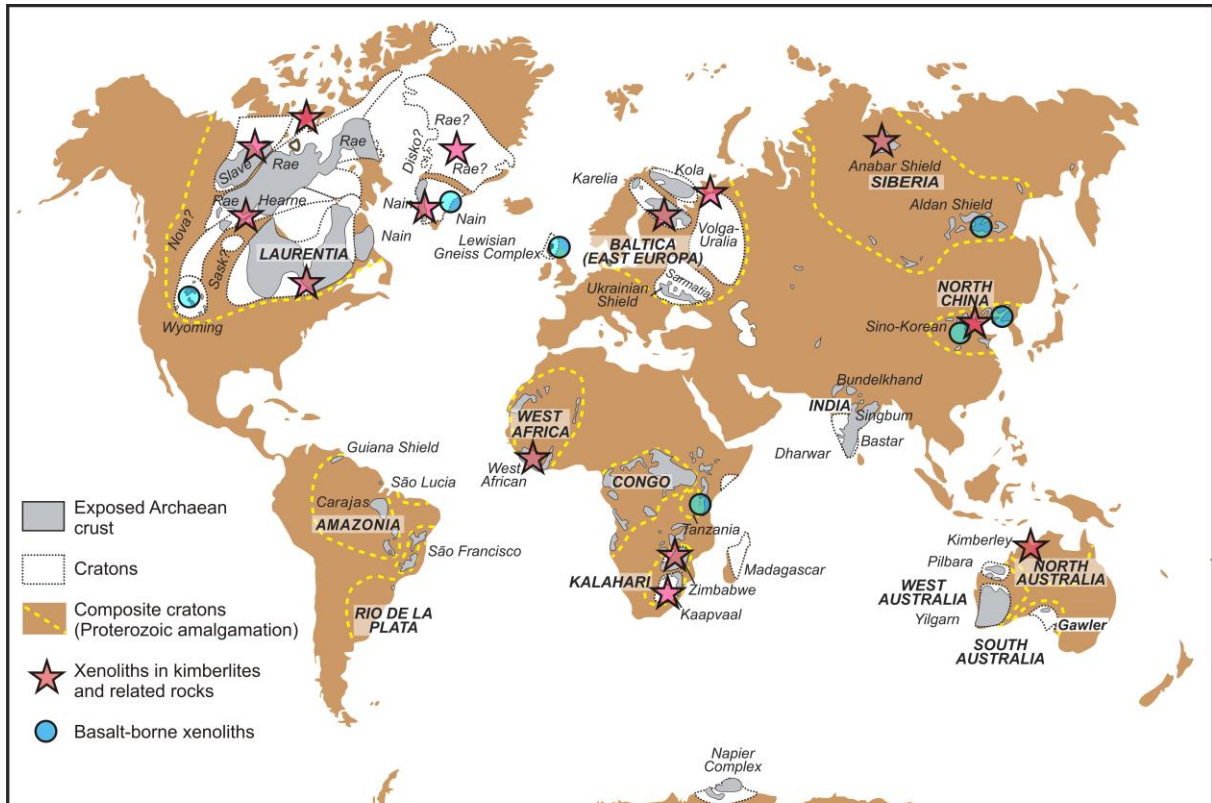 Rae?
Rae
Disko?
Slave
Rae
Rae?
Anabar Shield
SIBERIA
Kola
Karelia
Rae
Hearne
Nain
Nain
Aldan Shield
Nova?
Nain
Lewisian
Gneiss Complex
Volga-
Uralia
BALTICA
(EAST EUROPA)
LAURENTIA
Sask?
Sarmatia
Ukrainian
Shield
NORTH
CHINA
Wyoming
Sino-Korean
Bundelkhand
INDIA
Singbum
WEST
AFRICA
Bastar
Dharwar
Guiana Shield
West
African
CONGO
São Lucia
Carajas
AMAZONIA
Tanzania
Kimberley
São Francisco
Pilbara
NORTH
AUSTRALIA
Madagascar
KALAHARI
Zimbabwe
WEST
AUSTRALIA
Kaapvaal
RIO DE LA
PLATA
Yilgarn
Gawler
SOUTH
AUSTRALIA
Exposed Archaean
crust
Cratons
Composite cratons
(Proterozoic amalgamation)
Xenoliths in kimberlites
and related rocks
Basalt-borne xenoliths
Napier
Complex